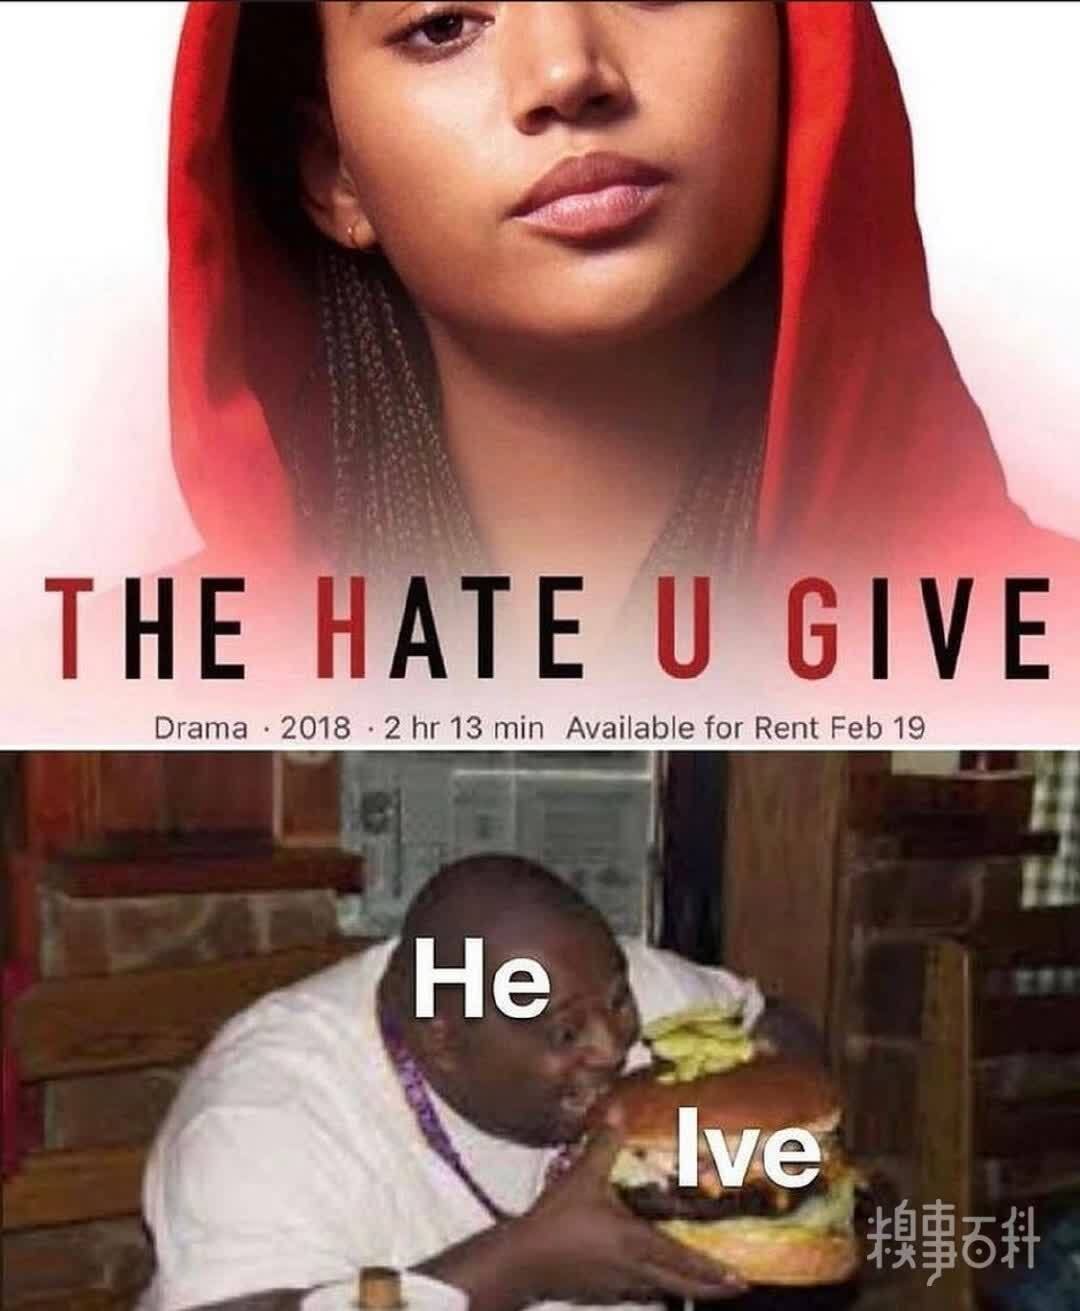 THE HATE U GIVE
Drama · 2018 · 2 hr 13 min Available for Rent Feb 19
He
Ive
糗事百科